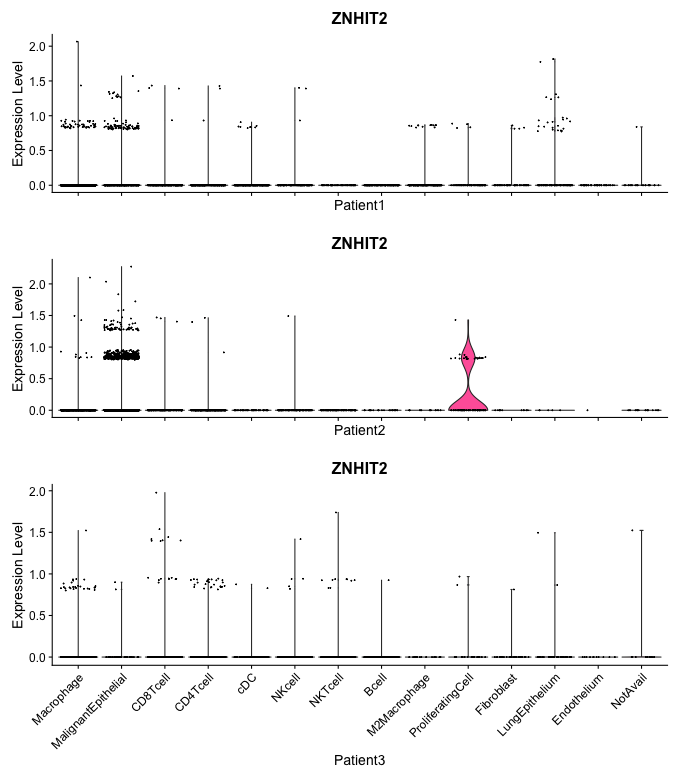 ZNHIT2
Expression Level
2.0
1.5
1.0
0.5
0.0
Patient1
ZNHIT2
Expression Level
2.0
1.5
1.0
0.5
0.0
Patient2
ZNHIT2
Expression Level
2.0
1.5
1.0
0.5
0.0
Macrophage
MalignantEpithelial
CD8Tcell
CD4Tcell
cDC
NKcell
NKTcell
Bcell
M2Macrophage
ProliferatingCell
Fibroblast
LungEpithelium
Endothelium
NotAvail
Patient3